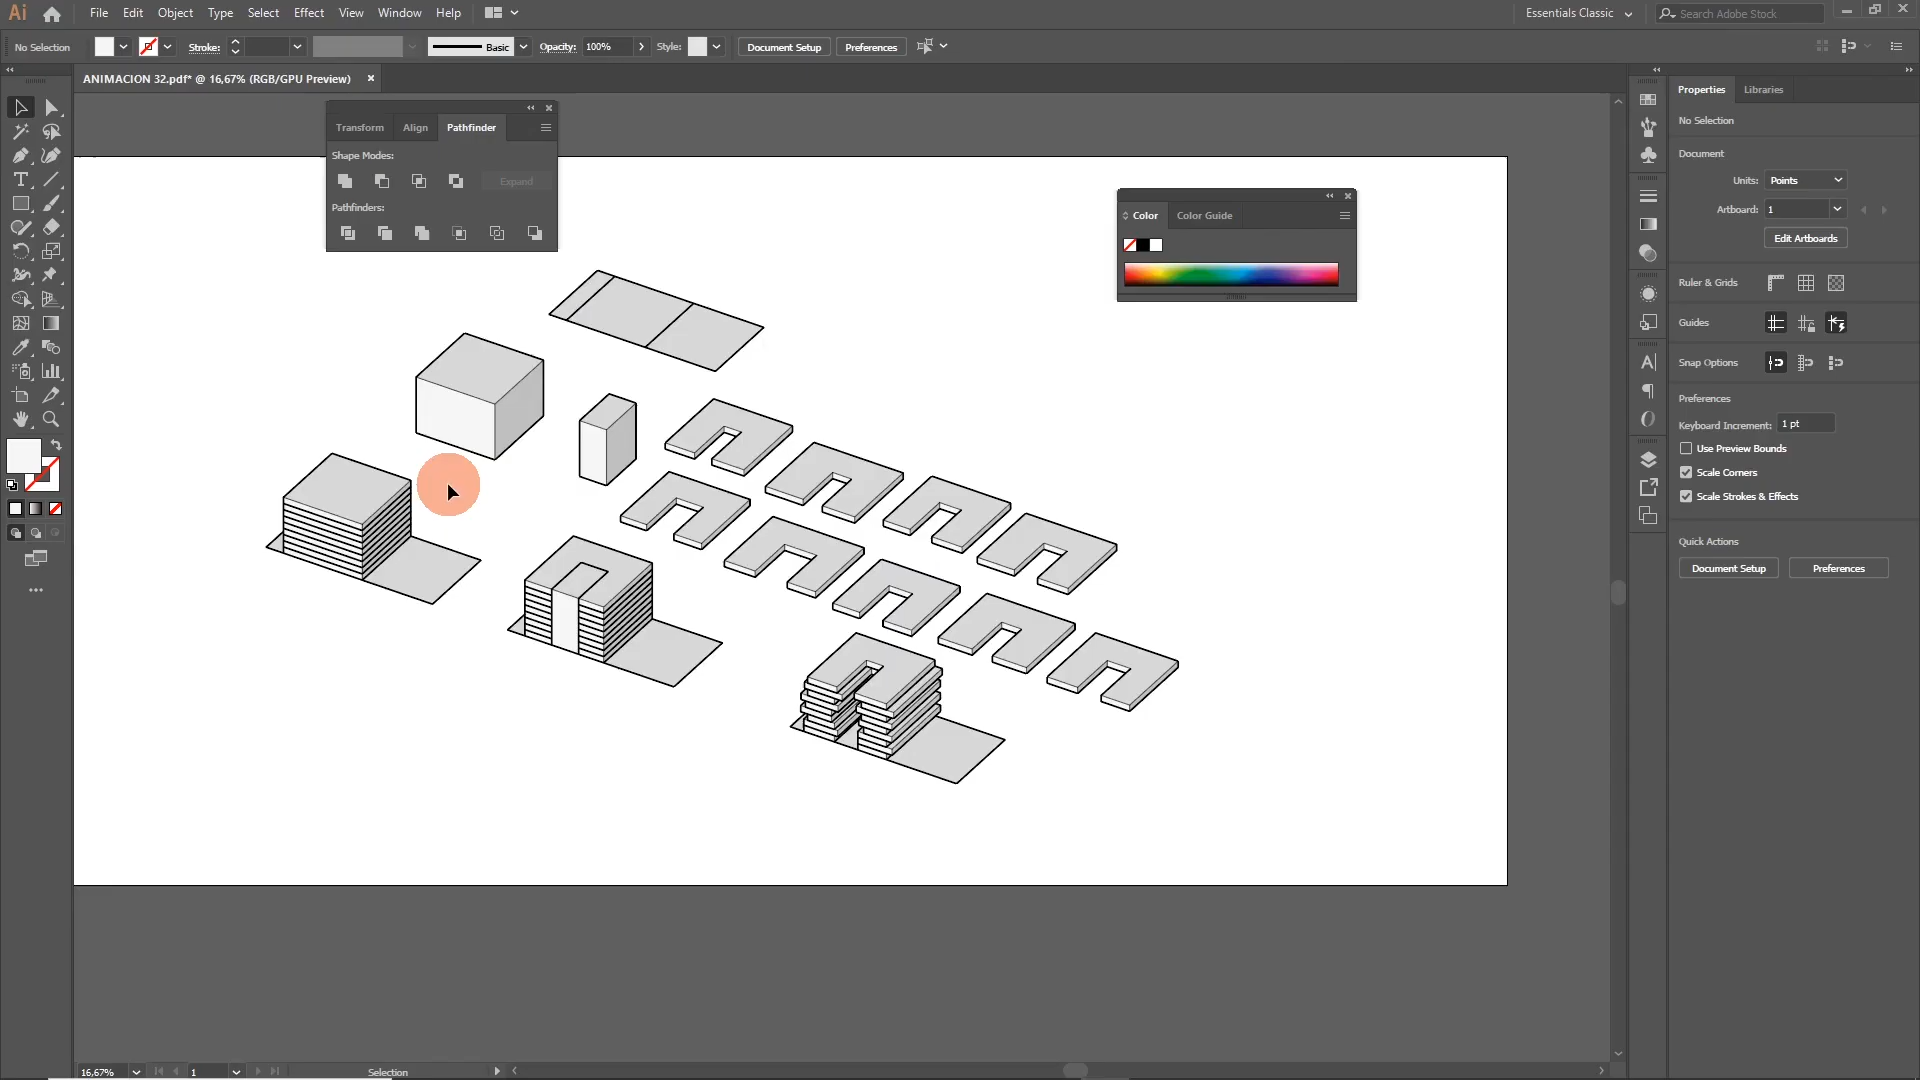 Ai File Edit Object Type Select Effect View Window Help Essentials Classic Search Adobe Stock
No Selection Stroke: Basic Opacity: 100% Style: Document Setup Preferences
ANIMACION 32.pdf* @ 16,67% (RGB/GPU Preview)
Transform Align Pathfinder
Shape Modes:
Expand
Pathfinders:
Color Color Guide
Properties Libraries
No Selection
Document
Units: Points
Artboard: 1
Edit Artboards
Ruler & Grids
Guides
Snap Options
Preferences
Keyboard Increment: 1 pt
Use Preview Bounds
Scale Corners
Scale Strokes & Effects
Quick Actions
Document Setup Preferences
16,67% 1 Selection